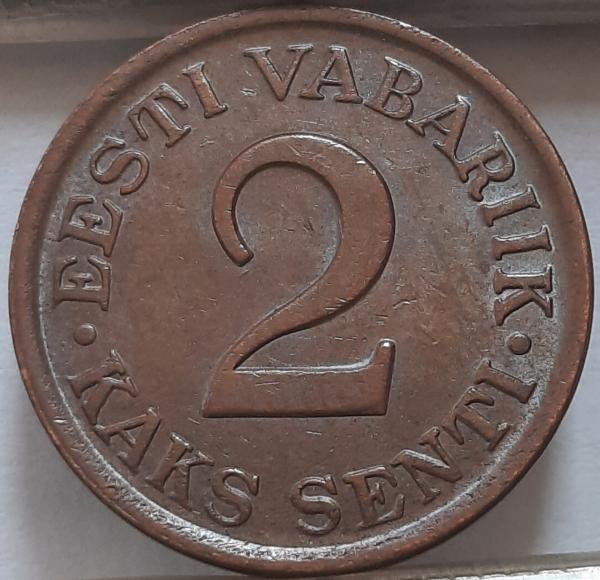 EESTI VABARIIK
2
· KAKS SENTI ·